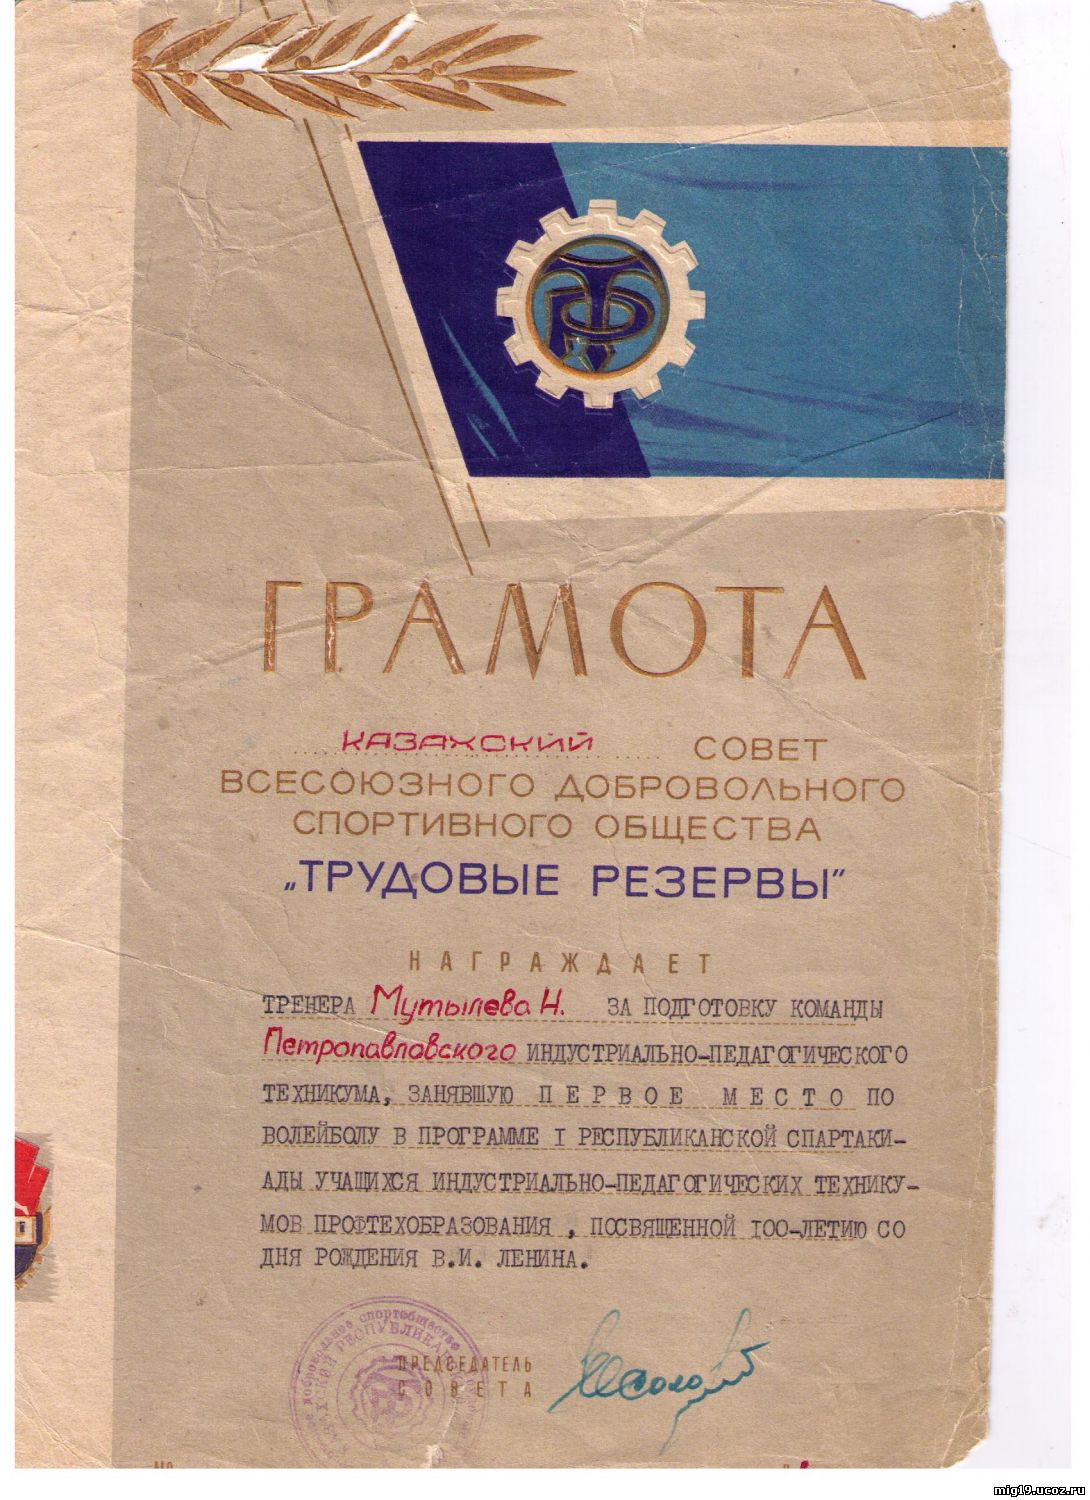 ГРАМОТА
КАЗАХСКИЙ СОВЕТ
ВСЕСОЮЗНОГО ДОБРОВОЛЬНОГО
СПОРТИВНОГО ОБЩЕСТВА
„ТРУДОВЫЕ РЕЗЕРВЫ"
НАГРАЖДАЕТ
ТРЕНЕРА Мутылева Н. ЗА ПОДГОТОВКУ КОМАНДЫ
Петропавловского ИНДУСТРИАЛЬНО-ПЕДАГОГИЧЕСКОГО
ТЕХНИКУМА, ЗАНЯВШУЮ ПЕРВОЕ МЕСТО ПО
ВОЛЕЙБОЛУ В ПРОГРАММЕ I РЕСПУБЛИКАНСКОЙ СПАРТАКИ-
АДЫ УЧАЩИХСЯ ИНДУСТРИАЛЬНО-ПЕДАГОГИЧЕСКИХ ТЕХНИКУ-
МОВ ПРОФТЕХОБРАЗОВАНИЯ , ПОСВЯЩЕННОЙ 100-ЛЕТИЮ СО
ДНЯ РОЖДЕНИЯ В.И. ЛЕНИНА.
ПРЕДСЕДАТЕЛЬ
СОВЕТА
mig19.ucoz.ru